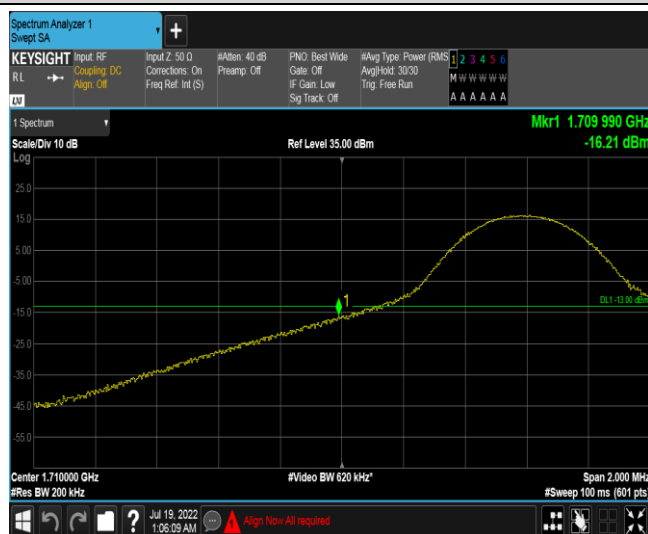 Spectrum Analyzer 1
Swept SA
+
KEYSIGHT
RL
LXI
Input: RF
Coupling: DC
Align: Off
Input Z: 50 Ω
Corrections: On
Freq Ref: Int (S)
#Atten: 40 dB
Preamp: Off
PNO: Best Wide
Gate: Off
IF Gain: Low
Sig Track: Off
#Avg Type: Power (RMS
Avg|Hold: 30/30
Trig: Free Run
1 2 3 4 5 6
M W W W W W
A A A A A A
1 Spectrum
Scale/Div 10 dB
Ref Level 35.00 dBm
Mkr1 1.709 990 GHz
-16.21 dBm
Log
25.0
15.0
5.00
-5.00
-15.0
-25.0
-35.0
-45.0
-55.0
1
DL1 -13.00 dBm
Center 1.710000 GHz
#Video BW 620 kHz*
Span 2.000 MHz
#Res BW 200 kHz
#Sweep 100 ms (601 pts)
?
Jul 19, 2022
1:06:09 AM
Align Now All required